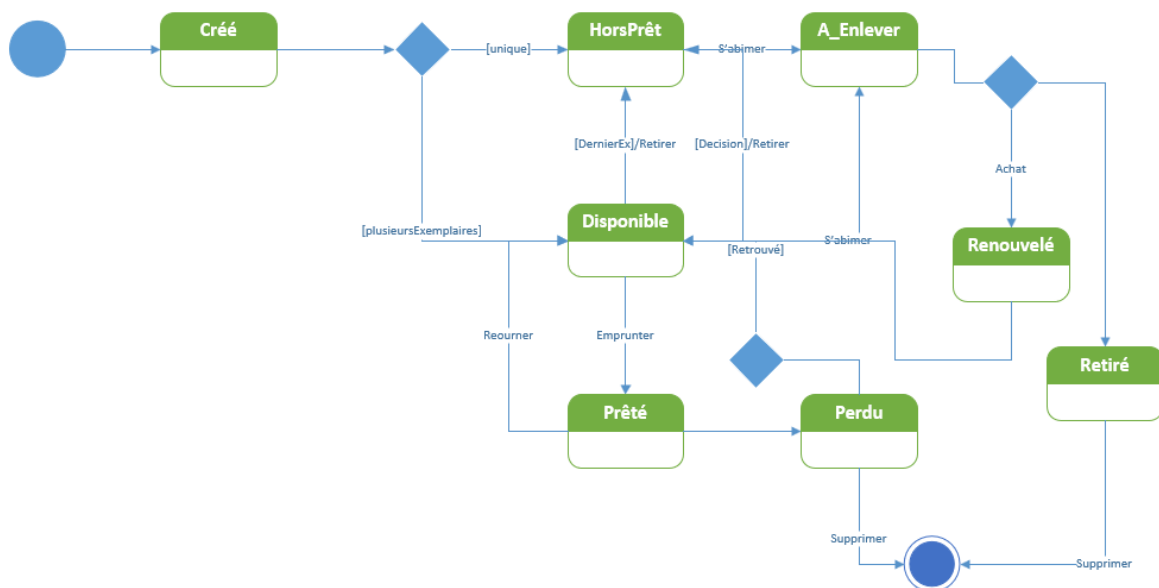 Créé
HorsPrêt
A_Enlever
[unique]
S'abimer
[DernierEx]/Retirer
[Decision]/Retirer
Achat
Disponible
[plusieursExemplaires]
S'abimer
[Retrouvé]
Renouvelé
Reourner
Emprunter
Retiré
Prêté
Perdu
Supprimer
Supprimer